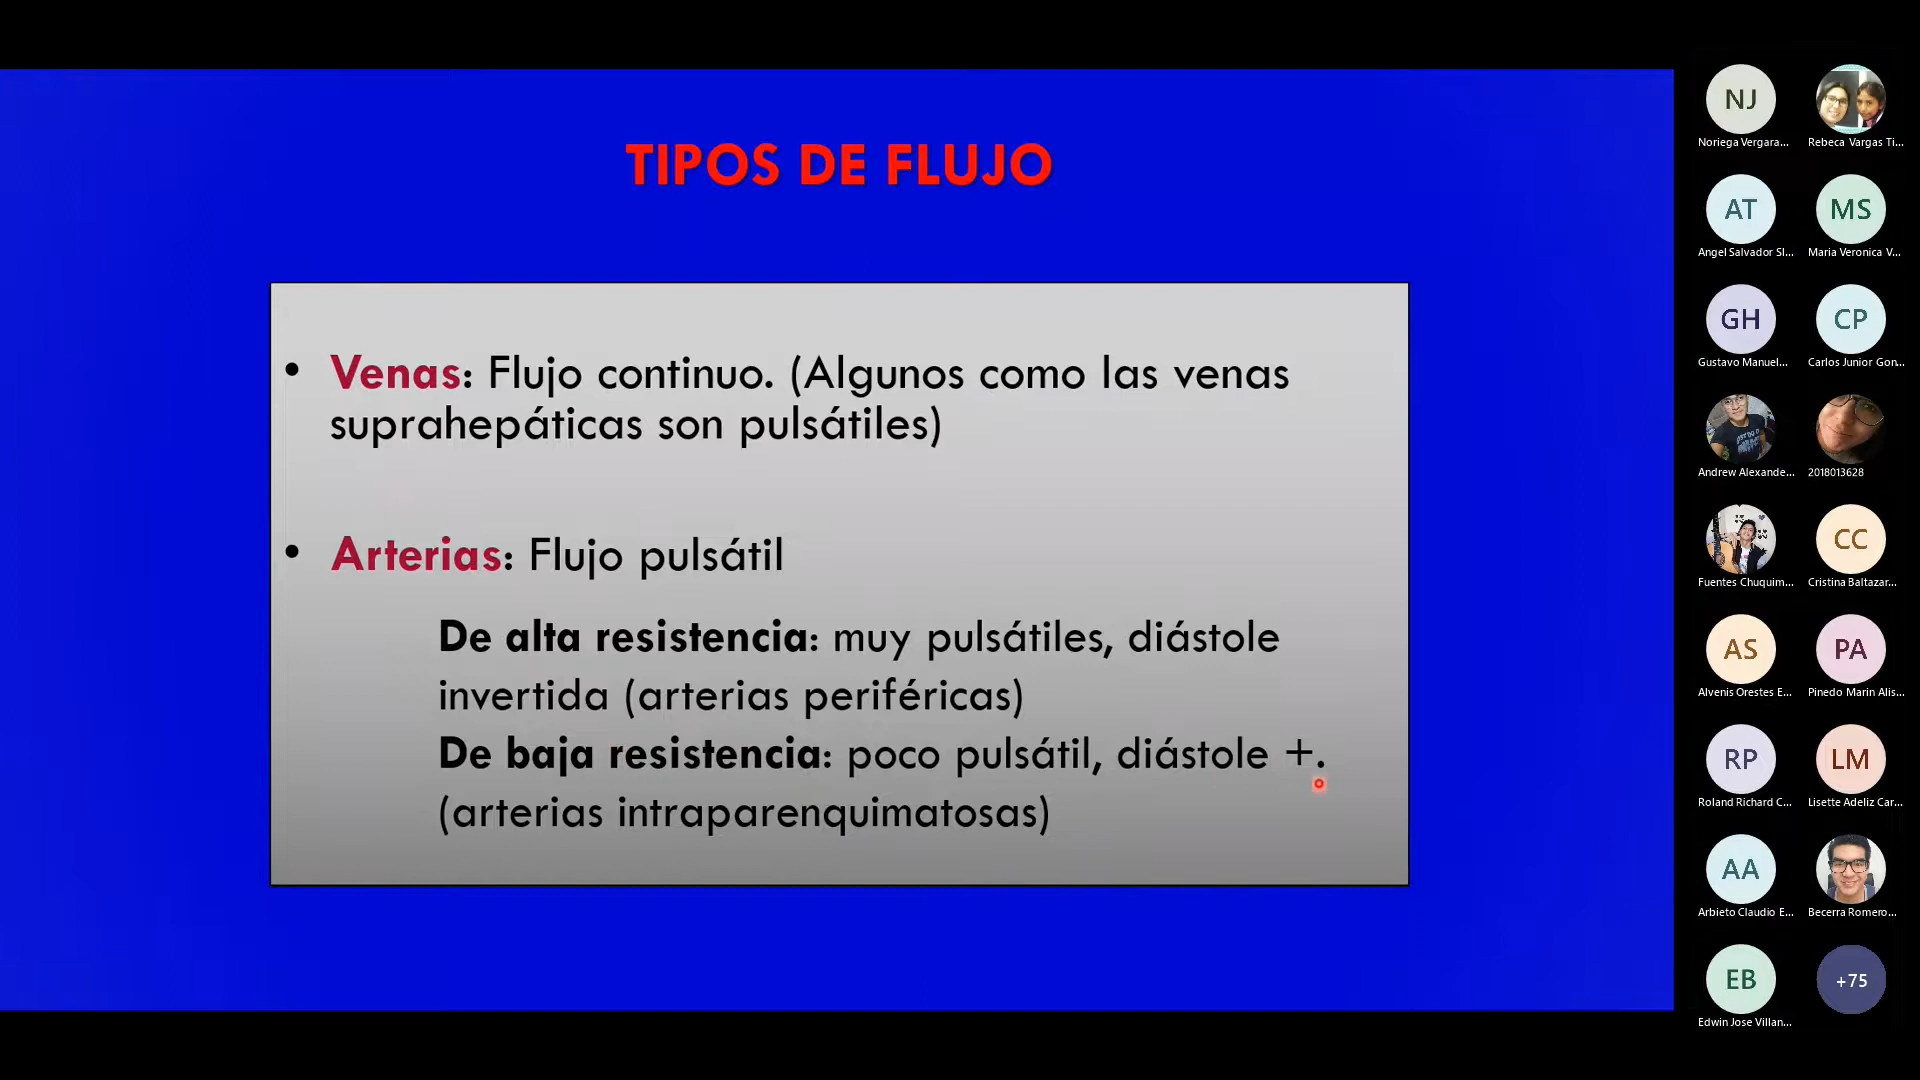 TIPOS DE FLUJO
• Venas: Flujo continuo. (Algunos como las venas
suprahepáticas son pulsátiles)
• Arterias: Flujo pulsátil
De alta resistencia: muy pulsátiles, diástole
invertida (arterias periféricas)
De baja resistencia: poco pulsátil, diástole +.
(arterias intraparenquimatosas)
NJ
Noriega Vergara...
Rebeca Vargas Ti...
AT
Angel Salvador Sl...
MS
Maria Veronica V...
GH
Gustavo Manuel...
CP
Carlos Junior Gon...
Andrew Alexande...
2018013628
Fuentes Chuquim...
CC
Cristina Baltazar...
AS
Alvenis Orestes E...
PA
Pinedo Marin Alis...
RP
Roland Richard C...
LM
Lisette Adeliz Car...
AA
Arbieto Claudio E...
Becerra Romero...
EB
Edwin Jose Villan...
+75